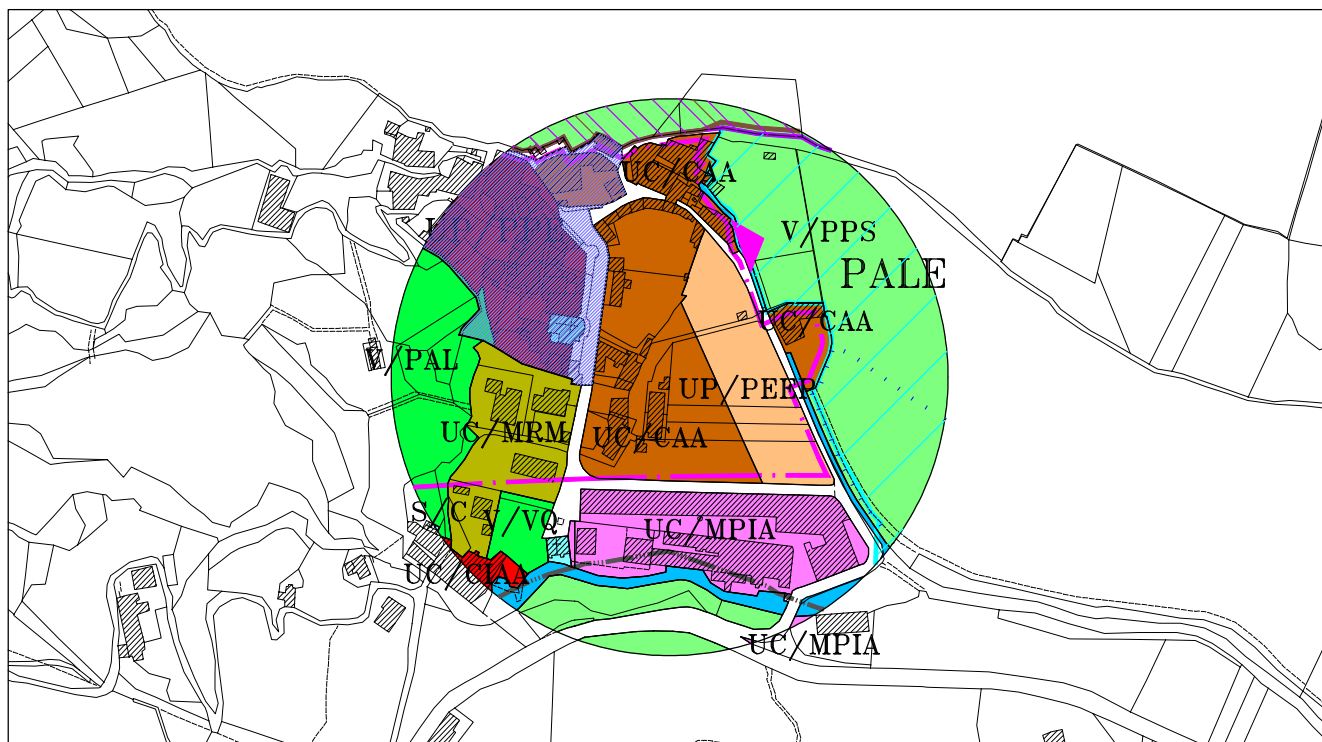 UC/CAA
V/PPS
PALE
UC/CAA
V/PAL
UP/PEEP
UC/MRM
UC/CAA
S/C
V/VQ
UC/MPIA
UC/CIAA
UC/MPIA